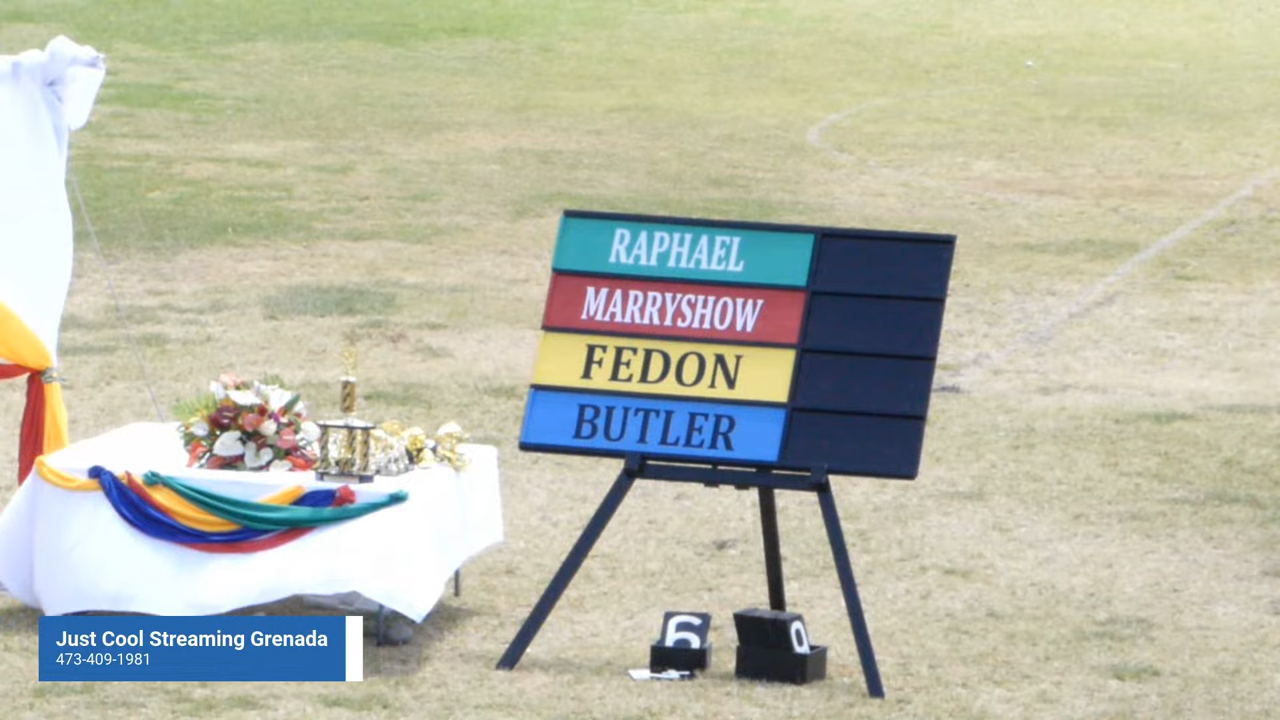 RAPHAEL
MARRYSHOW
FEDON
BUTLER
6
0
Just Cool Streaming Grenada
473-409-1981